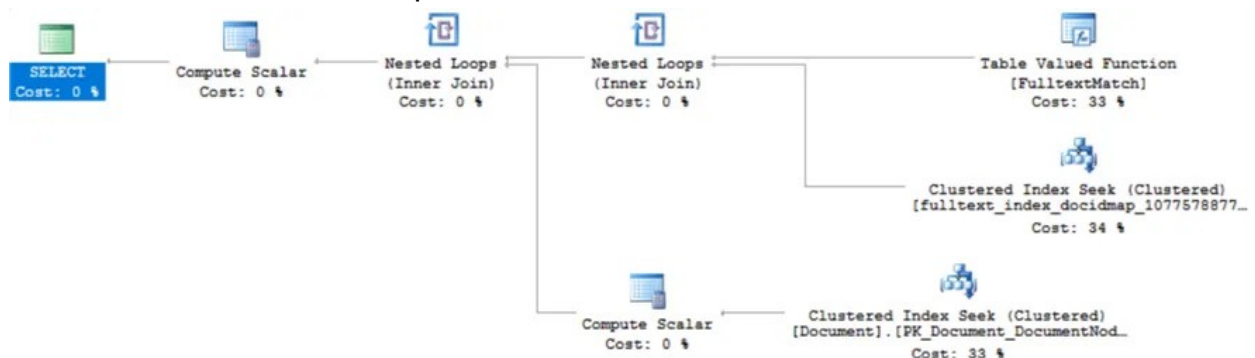 SELECT
Cost: 0 %
Compute Scalar
Cost: 0 %
Nested Loops
(Inner Join)
Cost: 0 %
Nested Loops
(Inner Join)
Cost: 0 %
Table Valued Function
[FulltextMatch]
Cost: 33 %
Clustered Index Seek (Clustered)
[fulltext_index_docidmap_1077578877…
Cost: 34 %
Compute Scalar
Cost: 0 %
Clustered Index Seek (Clustered)
[Document].[PK_Document_DocumentNod…
Cost: 33 %